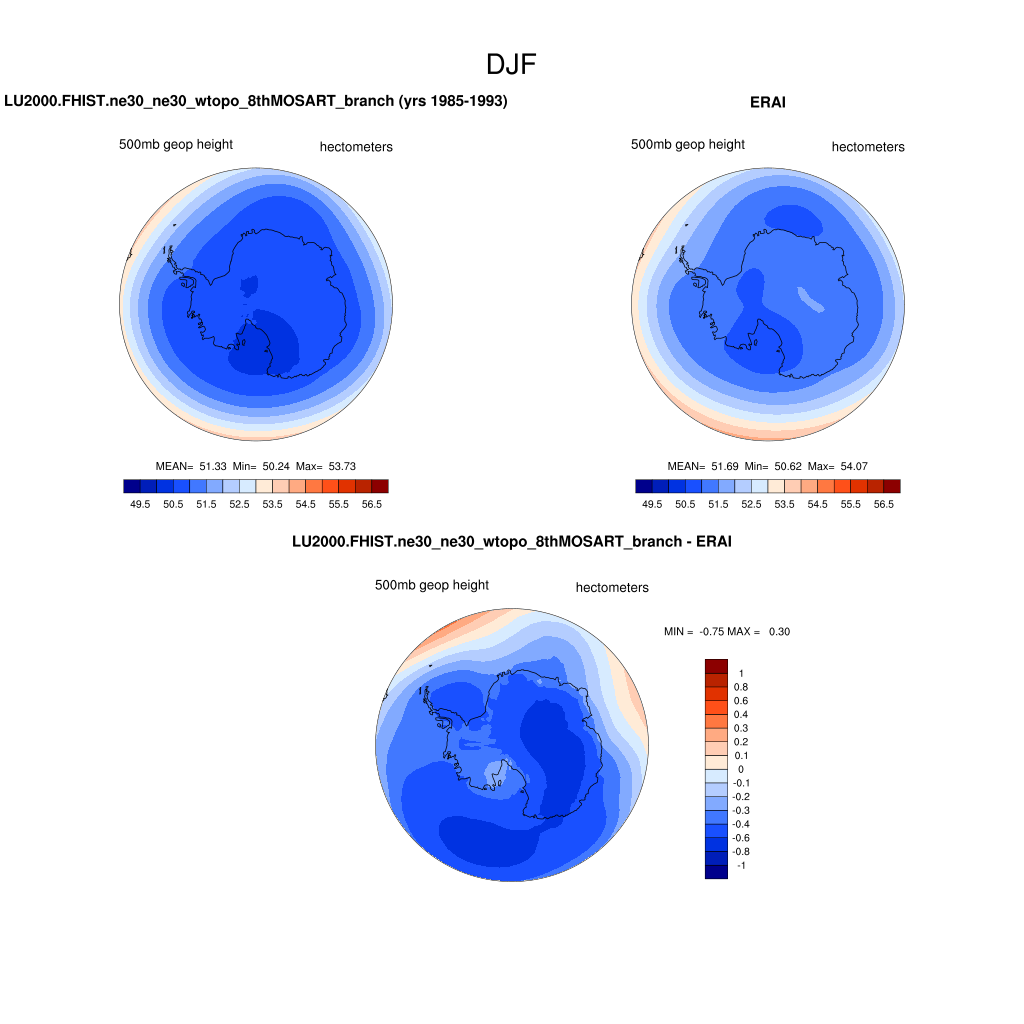 DJF
LU2000.FHIST.ne30_ne30_wtopo_8thMOSART_branch (yrs 1985-1993)
ERAI
500mb geop height hectometers
500mb geop height hectometers
MEAN= 51.33 Min= 50.24 Max= 53.73
MEAN= 51.69 Min= 50.62 Max= 54.07
49.5 50.5 51.5 52.5 53.5 54.5 55.5 56.5
49.5 50.5 51.5 52.5 53.5 54.5 55.5 56.5
LU2000.FHIST.ne30_ne30_wtopo_8thMOSART_branch - ERAI
500mb geop height hectometers
MIN = -0.75 MAX = 0.30
1
0.8
0.6
0.4
0.3
0.2
0.1
0
-0.1
-0.2
-0.3
-0.4
-0.6
-0.8
-1